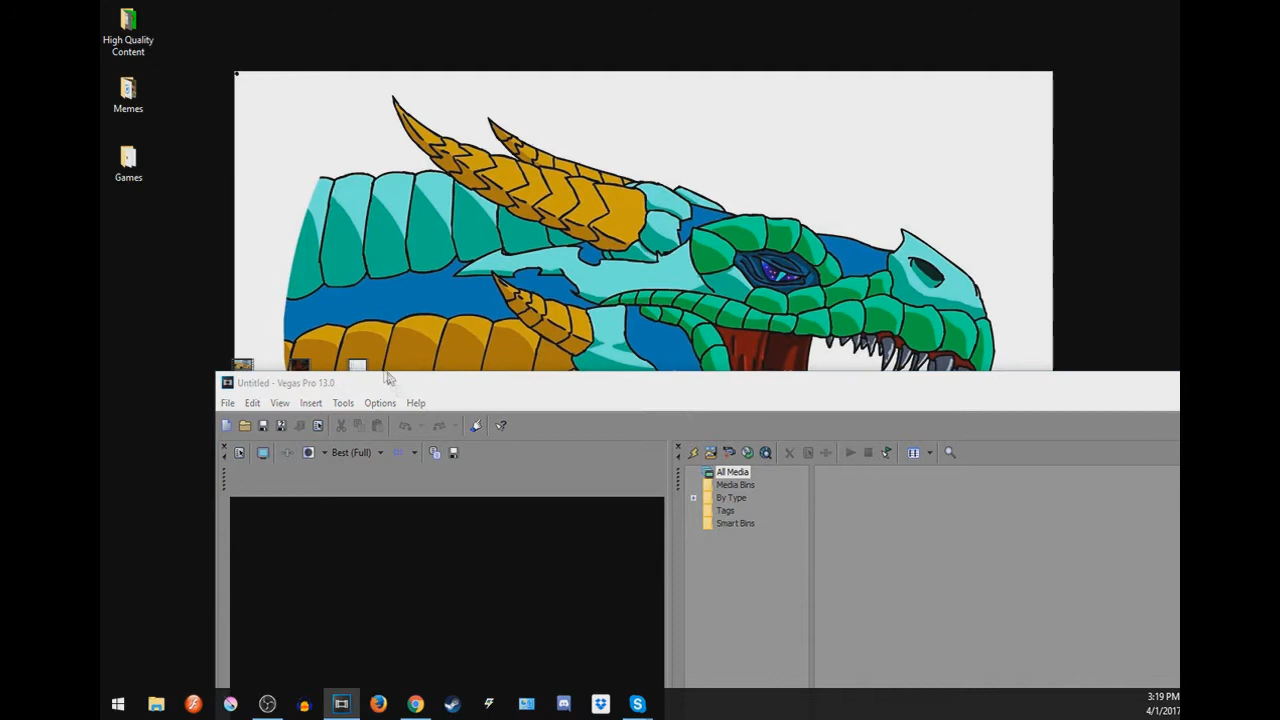 High Quality
Content
Memes
Games
Untitled - Vegas Pro 13.0
File Edit View Insert Tools Options Help
Best (Full)
All Media
Media Bins
By Type
Tags
Smart Bins
3:19 PM
4/1/2017